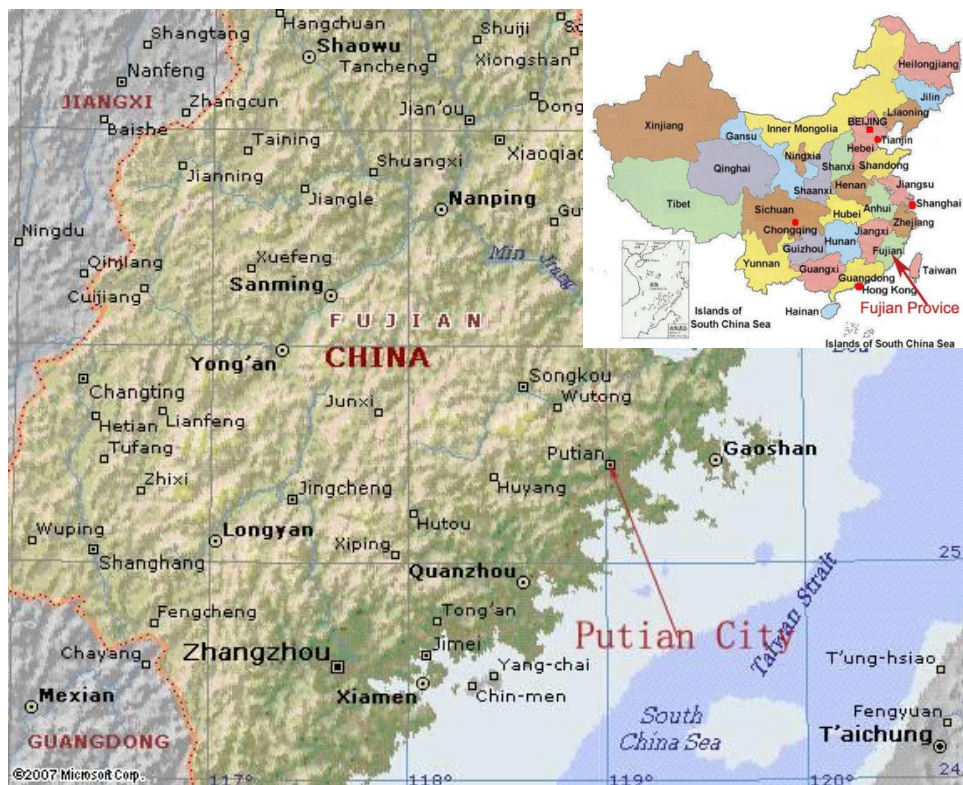 Hangchuan
Shuiji
Shangtang
Shaowu
Tancheng
Xiongshan
Nanfeng
JIANGXI
Zhangcun
Baishe
Jian'ou
Dong
Taining
Xiaoqiao
Shuangxi
Jianning
Jiangle
Nanping
Gut
Ningdu
Min Jiang
Xuefeng
Cuijiang
Sanming
FUJIAN
CHINA
Yong'an
Changting
Songkou
Junxi
Wutong
Hetian
Lianfeng
Tufang
Putian
Gaoshan
Zhixi
Huyang
Jingcheng
Wuping
Longyan
Hutou
Xiping
Shanghang
Quanzhou
25
Fengcheng
Tong'an
Putian City
Taiwan Strait
Chayang
Zhangzhou
Jimei
Yang-chai
T'ung-hsiao
Mexian
Xiamen
Chin-men
South
China Sea
Fengyuan
GUANGDONG
T'aichung
©2007 Microsoft Corp.
117°
118°
119°
120°
24
Heilongjiang
Jilin
Liaoning
Xinjiang
Inner Mongolia
BEIJING
Gansu
Tianjin
Hebei
Ningxia
Shanxi
Shandong
Qinghai
Shaanxi
Henan
Jiangsu
Tibet
Sichuan
Anhui
Shanghai
Hubei
Zhejiang
Chongqing
Jiangxi
Hunan
Guizhou
Fujian
Yunnan
Guangxi
Guangdong
Taiwan
Hong Kong
Fujian Provice
Hainan
Islands of
South China Sea
Islands of South China Sea